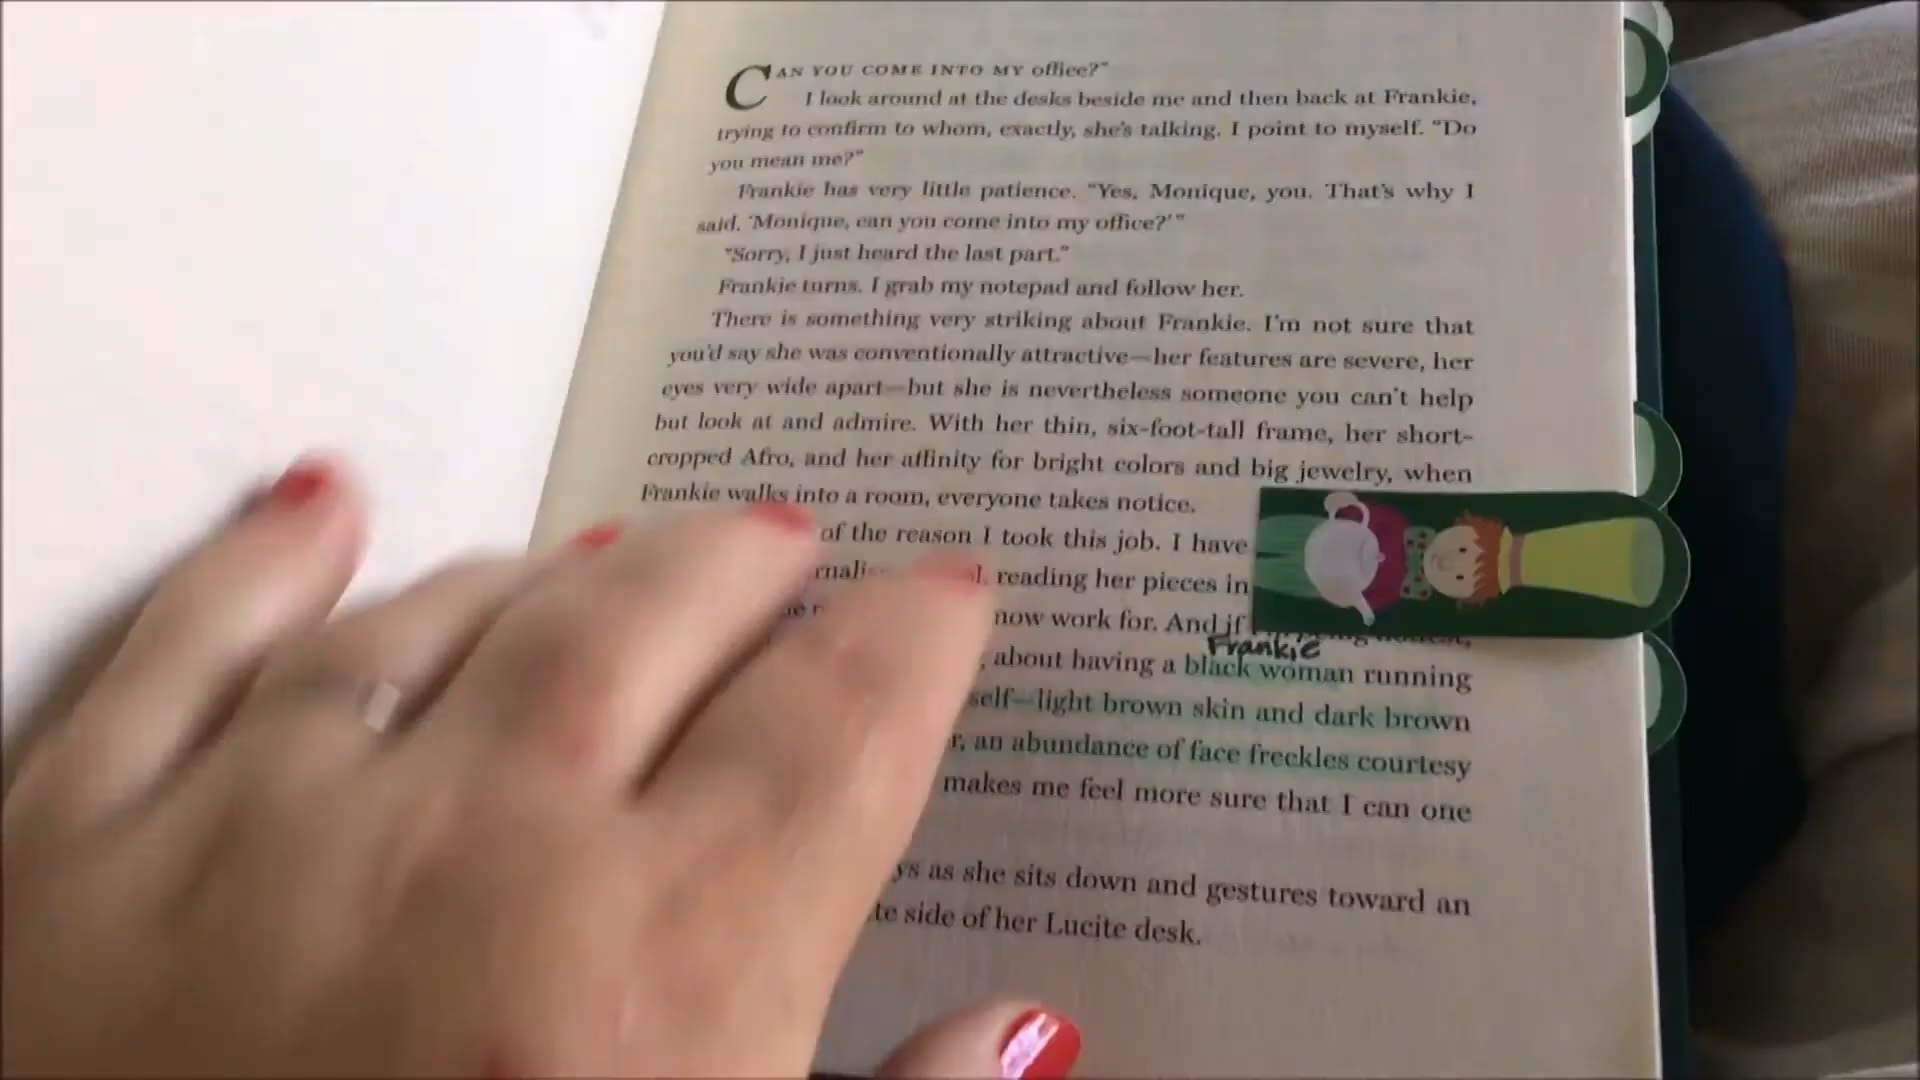 CAN YOU COME INTO MY office?”
I look around at the desks beside me and then back at Frankie,
trying to confirm to whom, exactly, she’s talking. I point to myself. “Do
you mean me?”
Frankie has very little patience. “Yes, Monique, you. That’s why I
said, ‘Monique, can you come into my office?’”
“Sorry, I just heard the last part.”
Frankie turns. I grab my notepad and follow her.
There is something very striking about Frankie. I’m not sure that
you’d say she was conventionally attractive—her features are severe, her
eyes very wide apart—but she is nevertheless someone you can’t help
but look at and admire. With her thin, six-foot-tall frame, her short-
cropped Afro, and her affinity for bright colors and big jewelry, when
Frankie walks into a room, everyone takes notice.
of the reason I took this job. I have
reading her pieces in
now work for. And if
Frankie
, about having a black woman running
self—light brown skin and dark brown
, an abundance of face freckles courtesy
makes me feel more sure that I can one
as she sits down and gestures toward an
side of her Lucite desk.